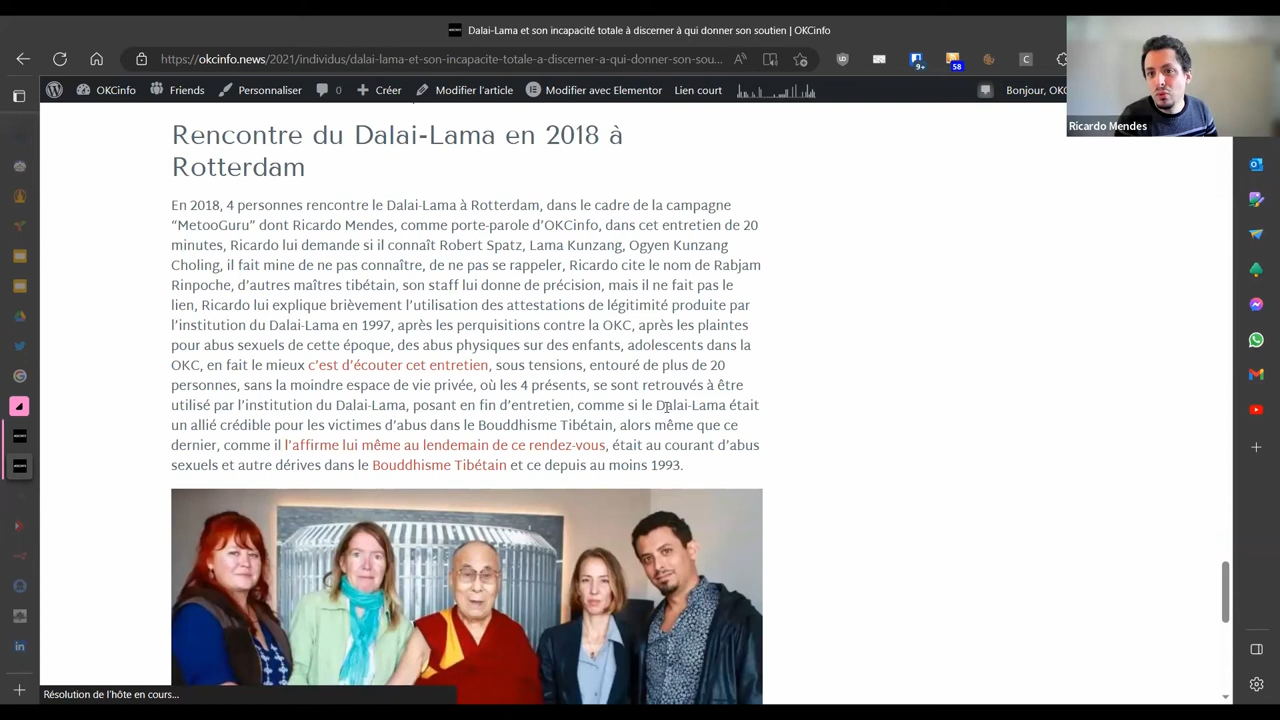 Dalai-Lama et son incapacité totale à discerner à qui donner son soutien | OKCinfo
https://okcinfo.news/2021/individus/dalai-lama-et-son-incapacite-totale-a-discerner-a-qui-donner-son-sou...
9+
58
OKCinfo
Friends
Personnaliser
0
Créer
Modifier l'article
Modifier avec Elementor
Lien court
Bonjour, OKC
Ricardo Mendes
Rencontre du Dalai-Lama en 2018 à
Rotterdam
En 2018, 4 personnes rencontre le Dalai-Lama à Rotterdam, dans le cadre de la campagne
“MetooGuru” dont Ricardo Mendes, comme porte-parole d’OKCinfo, dans cet entretien de 20
minutes, Ricardo lui demande si il connaît Robert Spatz, Lama Kunzang, Ogyen Kunzang
Choling, il fait mine de ne pas connaître, de ne pas se rappeler, Ricardo cite le nom de Rabjam
Rinpoche, d’autres maîtres tibétain, son staff lui donne de précision, mais il ne fait pas le
lien, Ricardo lui explique brièvement l’utilisation des attestations de légitimité produite par
l’institution du Dalai-Lama en 1997, après les perquisitions contre la OKC, après les plaintes
pour abus sexuels de cette époque, des abus physiques sur des enfants, adolescents dans la
OKC, en fait le mieux c’est d’écouter cet entretien, sous tensions, entouré de plus de 20
personnes, sans la moindre espace de vie privée, où les 4 présents, se sont retrouvés à être
utilisé par l’institution du Dalai-Lama, posant en fin d’entretien, comme si le Dalai-Lama était
un allié crédible pour les victimes d’abus dans le Bouddhisme Tibétain, alors même que ce
dernier, comme il l’affirme lui même au lendemain de ce rendez-vous, était au courant d’abus
sexuels et autre dérives dans le Bouddhisme Tibétain et ce depuis au moins 1993.
Résolution de l'hôte en cours...